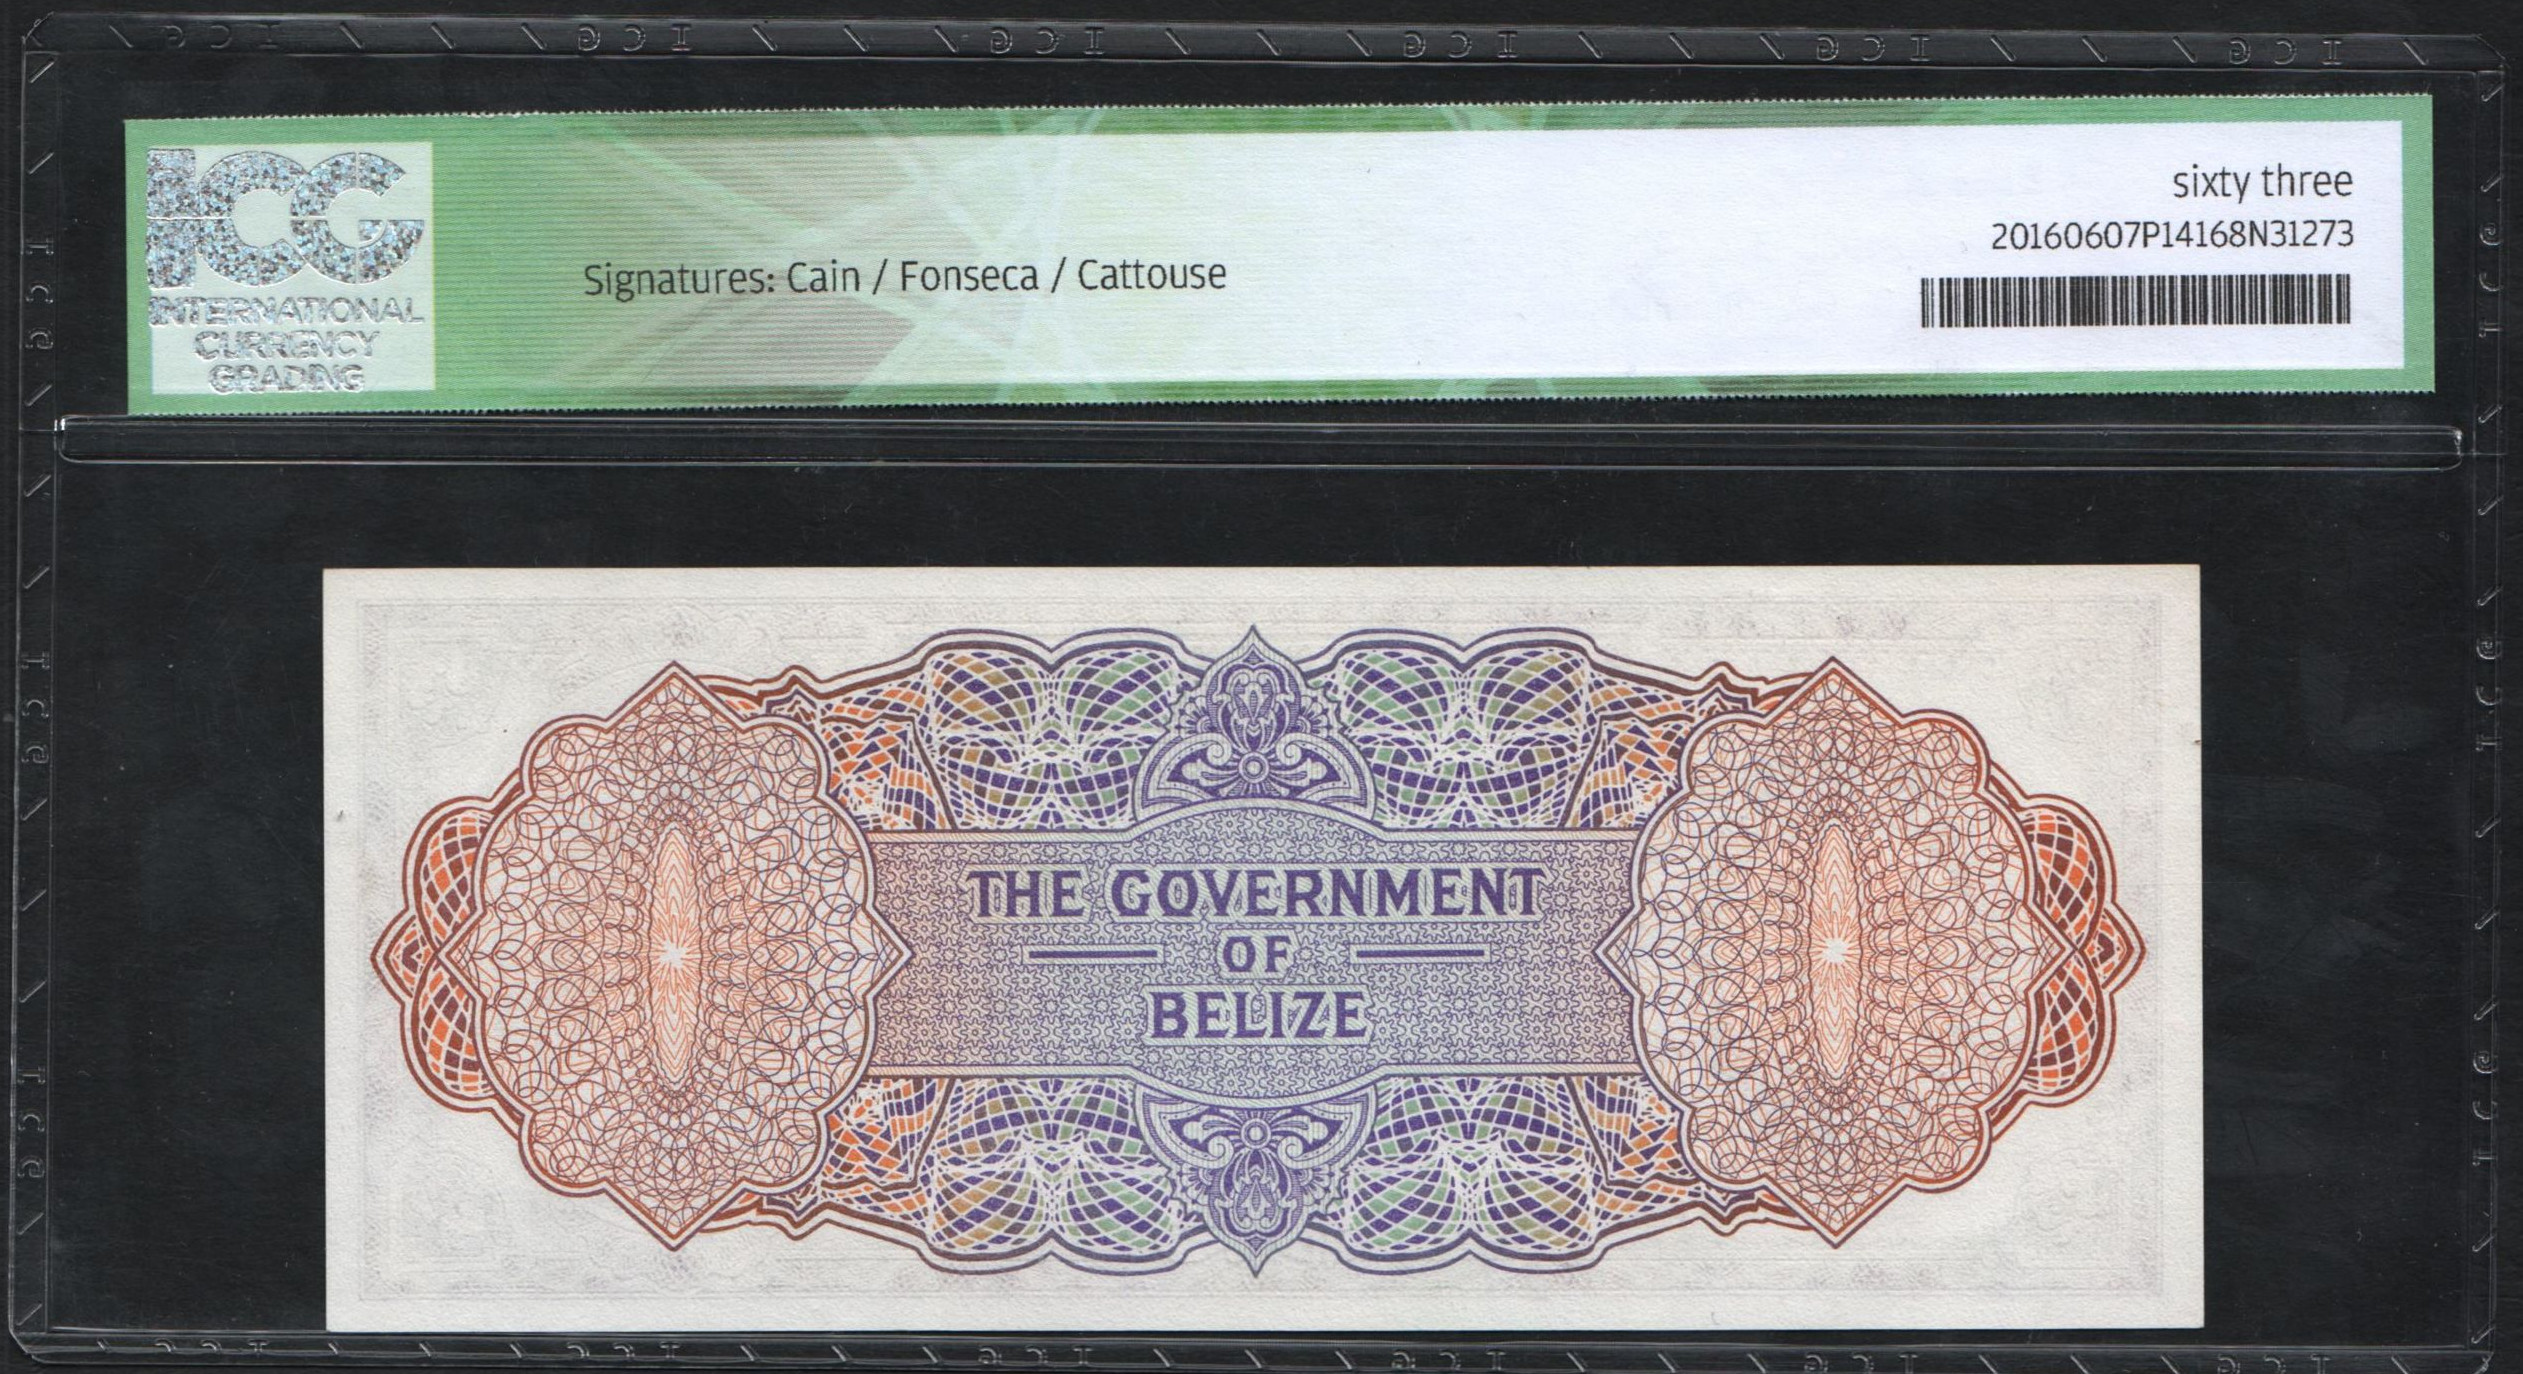 ICG
INTERNATIONAL
CURRENCY
GRADING
Signatures: Cain / Fonseca / Cattouse
sixty three
20160607P14168N31273
THE GOVERNMENT
OF
BELIZE